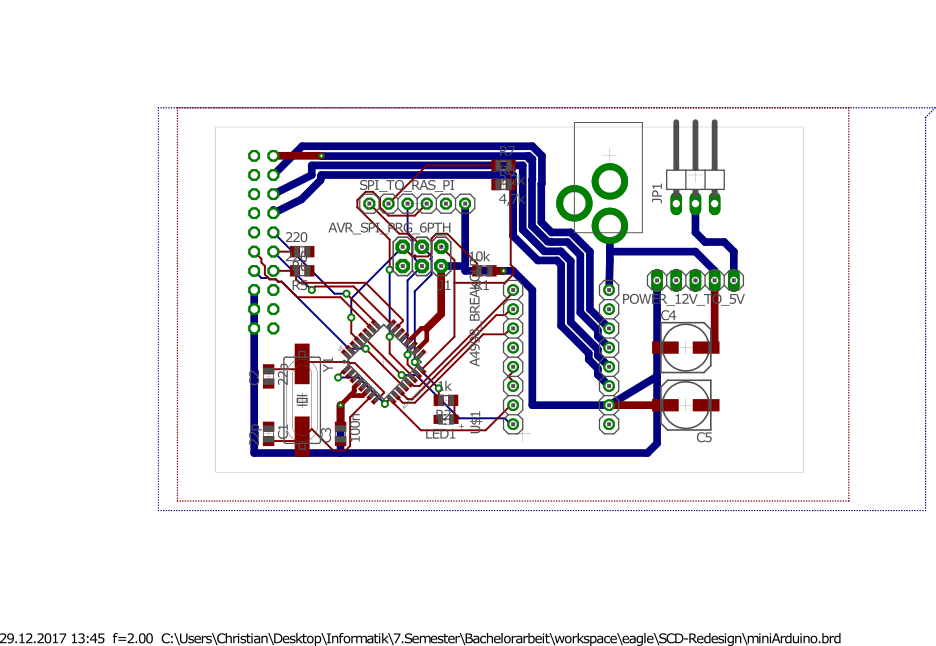 R7
4,7k
SPI_TO_RAS_PI
JP1
AVR_SPI_PRG_6PTH
220
10k
R3
J1
R1
POWER_12V_TO_5V
A4988_BREAKOUT
C4
Y1
C2
22p
1k
U$1
C1
C3
100n
LED1
C5
29.12.2017 13:45 f=2.00 C:\Users\Christian\Desktop\Informatik\7.Semester\Bachelorarbeit\workspace\eagle\SCD-Redesign\miniArduino.brd